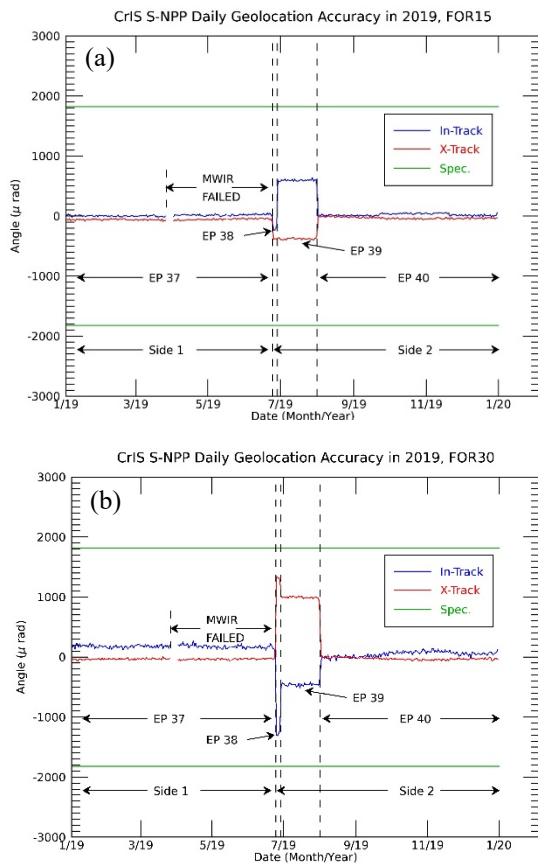 CrIS S-NPP Daily Geolocation Accuracy in 2019, FOR15
(a)
3000
2000
1000
0
-1000
-2000
-3000
Angle (μ rad)
In-Track
X-Track
Spec.
MWIR
FAILED
EP 38
EP 39
EP 37
EP 40
Side 1
Side 2
1/19 3/19 5/19 7/19 9/19 11/19 1/20
Date (Month/Year)
CrIS S-NPP Daily Geolocation Accuracy in 2019, FOR30
(b)
3000
2000
1000
0
-1000
-2000
-3000
Angle (μ rad)
In-Track
X-Track
Spec.
MWIR
FAILED
EP 39
EP 37
EP 40
EP 38
Side 1
Side 2
1/19 3/19 5/19 7/19 9/19 11/19 1/20
Date (Month/Year)